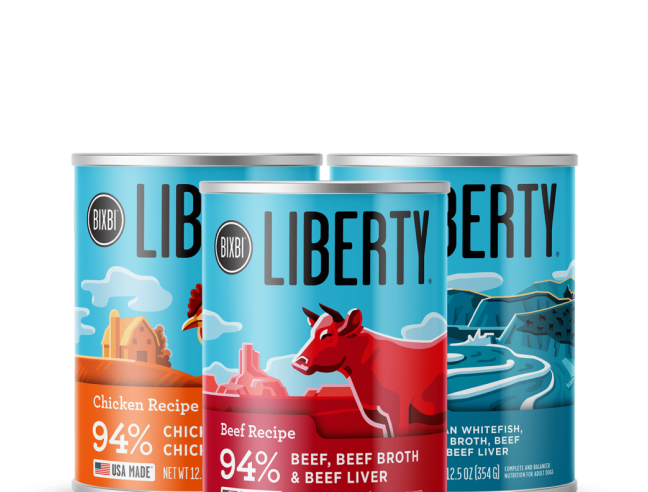 BIXBI®
LIB
Chicken Recipe
94% CHICK
CHICK
USA MADE*
NET WT 12.
BIXBI®
LIBERTY®
Beef Recipe
94% BEEF, BEEF BROTH
& BEEF LIVER
BERTY®
AN WHITEFISH,
BROTH, BEEF
BEEF LIVER
12.5 OZ (354 G)
COMPLETE AND BALANCED
NUTRITION FOR ADULT DOGS